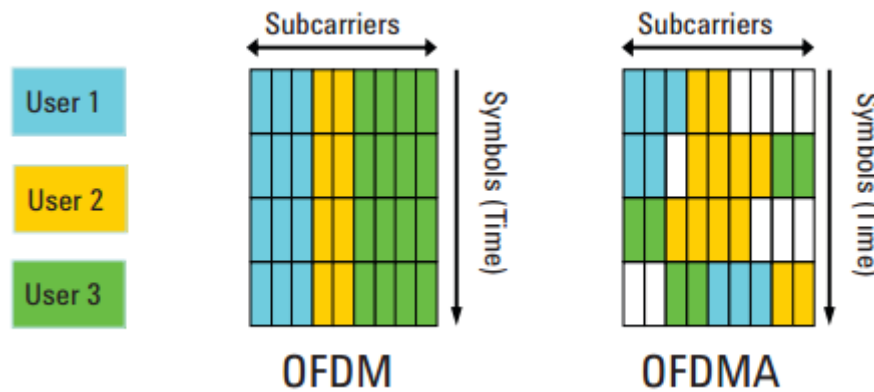 Subcarriers
Subcarriers
User 1
User 2
User 3
Symbols (Time)
Symbols (Time)
OFDM
OFDMA